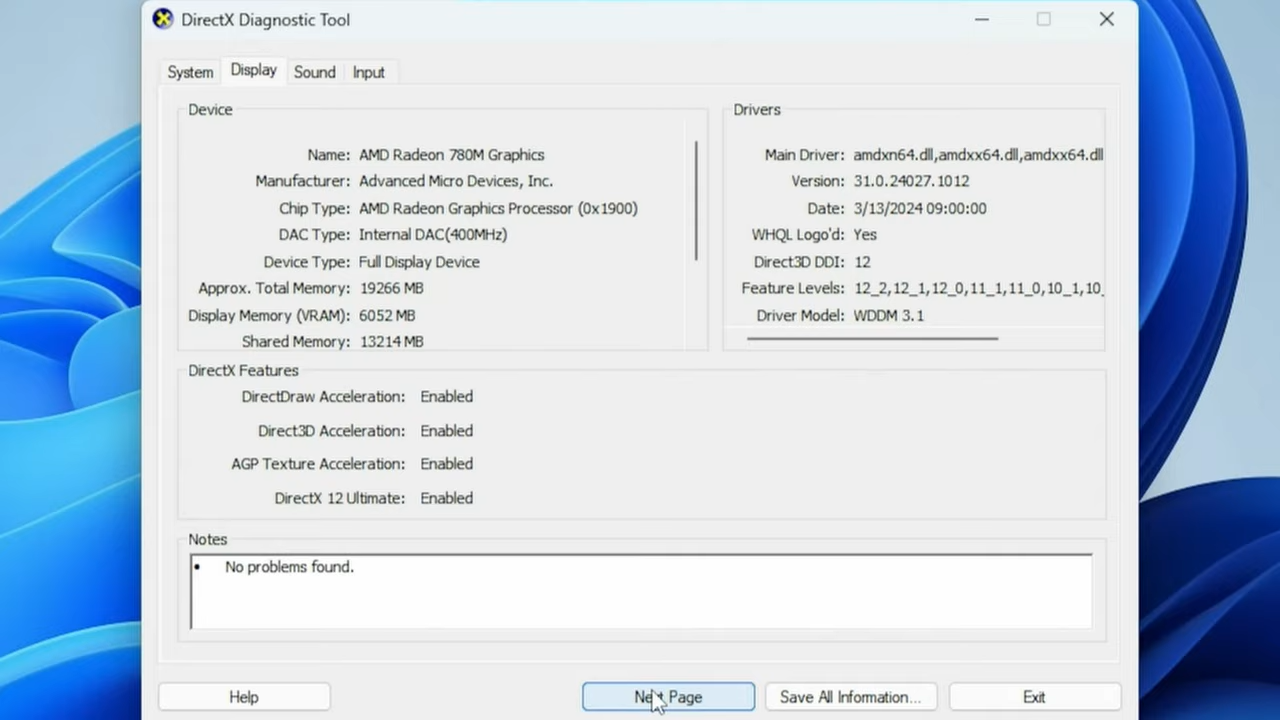 DirectX Diagnostic Tool
System Display Sound Input
Device
Name: AMD Radeon 780M Graphics
Manufacturer: Advanced Micro Devices, Inc.
Chip Type: AMD Radeon Graphics Processor (0x1900)
DAC Type: Internal DAC(400MHz)
Device Type: Full Display Device
Approx. Total Memory: 19266 MB
Display Memory (VRAM): 6052 MB
Shared Memory: 13214 MB
Drivers
Main Driver: amdxn64.dll,amdxx64.dll,amdxx64.dll
Version: 31.0.24027.1012
Date: 3/13/2024 09:00:00
WHQL Logo'd: Yes
Direct3D DDI: 12
Feature Levels: 12_2,12_1,12_0,11_1,11_0,10_1,10_
Driver Model: WDDM 3.1
DirectX Features
DirectDraw Acceleration: Enabled
Direct3D Acceleration: Enabled
AGP Texture Acceleration: Enabled
DirectX 12 Ultimate: Enabled
Notes
• No problems found.
Help Next Page Save All Information... Exit